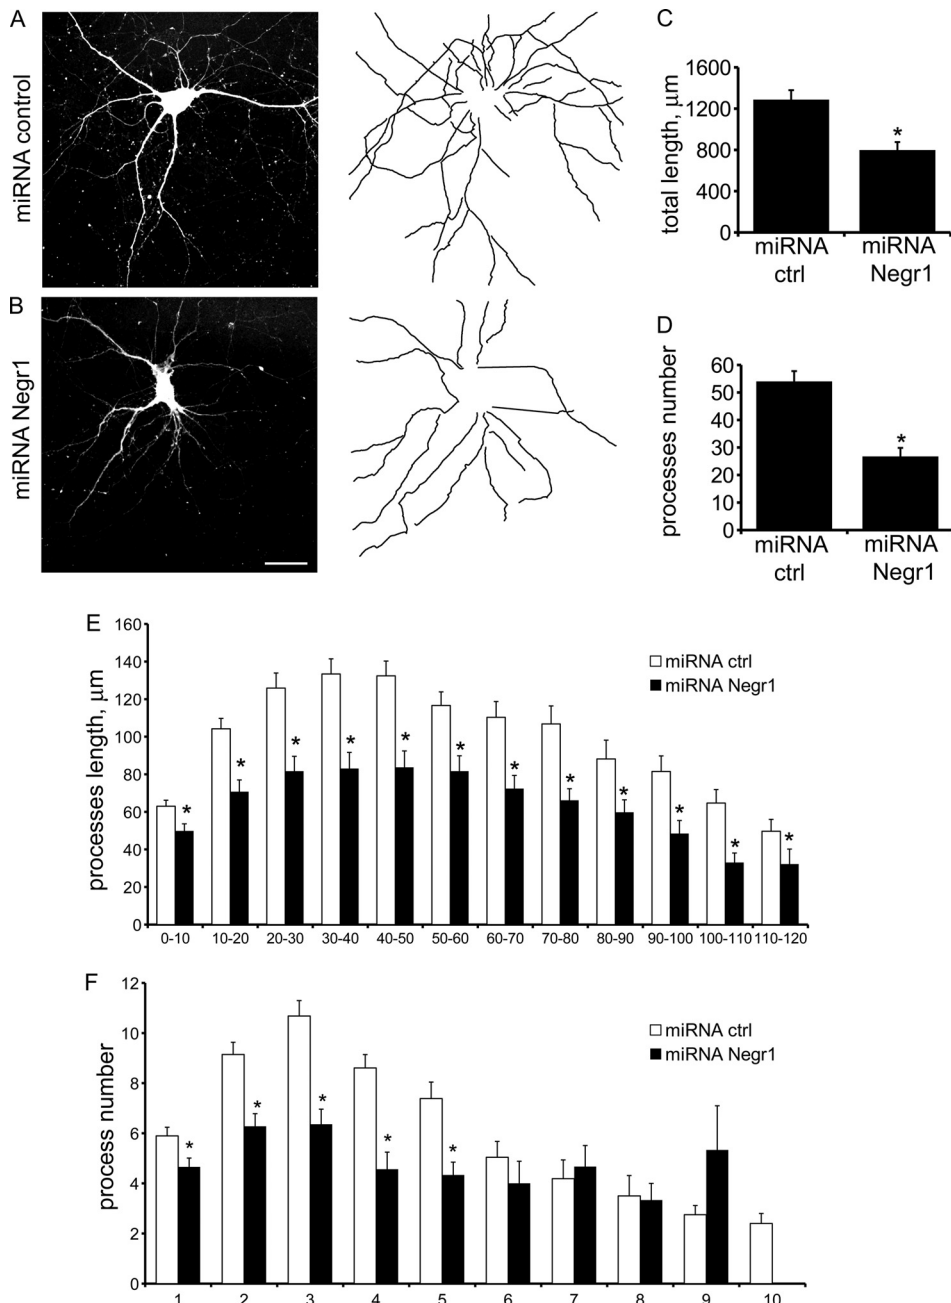 A
miRNA control
B
miRNA Negr1
C
total length, μm
1600
1200
800
400
0
*
miRNA
ctrl
miRNA
Negr1
D
processes number
60
50
40
30
20
10
0
*
miRNA
ctrl
miRNA
Negr1
E
processes length, μm
160
140
120
100
80
60
40
20
0
miRNA ctrl
miRNA Negr1
* * * * * * * * * * * *
0-10 10-20 20-30 30-40 40-50 50-60 60-70 70-80 80-90 90-100 100-110 110-120
F
process number
12
10
8
6
4
2
0
miRNA ctrl
miRNA Negr1
* * * * *
1 2 3 4 5 6 7 8 9 10